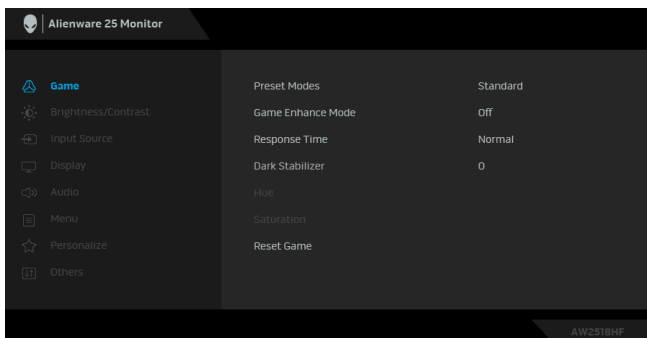 Alienware 25 Monitor
Game
Preset Modes Standard
Brightness/Contrast
Game Enhance Mode Off
Input Source
Response Time Normal
Display
Dark Stabilizer 0
Audio
Hue
Menu
Saturation
Personalize
Reset Game
Others
AW2518HF